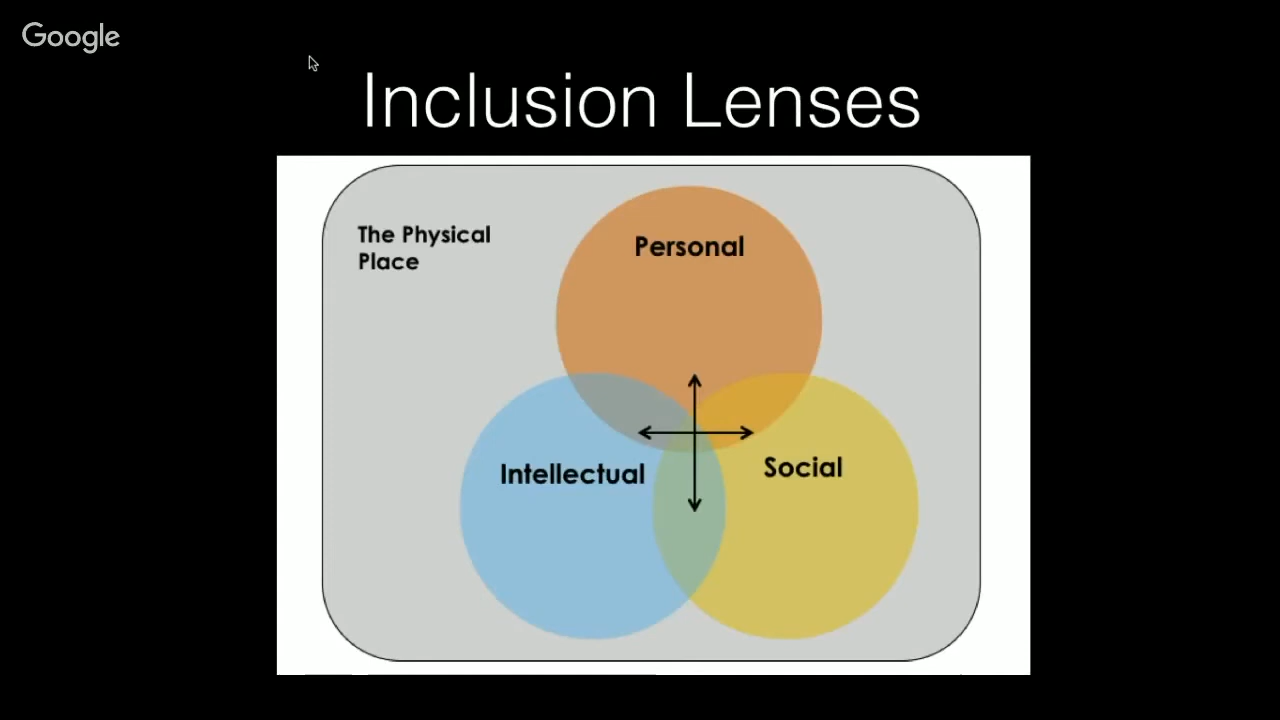 Google
Inclusion Lenses
The Physical
Place
Personal
Intellectual
Social